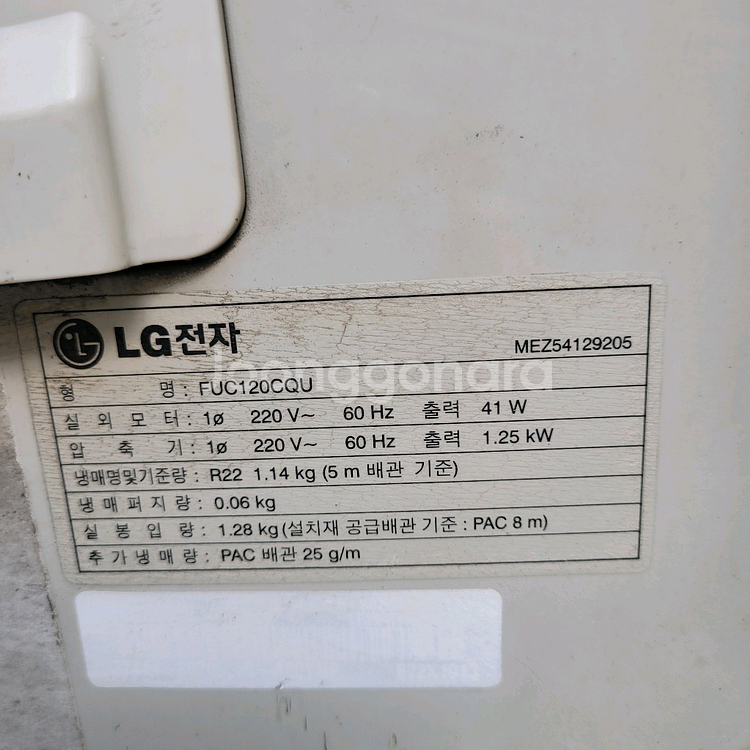 LG전자
MEZ54129205
joonggonara
형 명 : FUC120CQU
실 외 모 터 : 1ø 220 V~ 60 Hz 출력 41 W
압 축 기 : 1ø 220 V~ 60 Hz 출력 1.25 kW
냉매명및기준량 : R22 1.14 kg (5 m 배관 기준)
냉 매 퍼 지 량 : 0.06 kg
실 봉 입 량 : 1.28 kg(설치재 공급배관 기준 : PAC 8 m)
추 가 냉 매 량 : PAC 배관 25 g/m